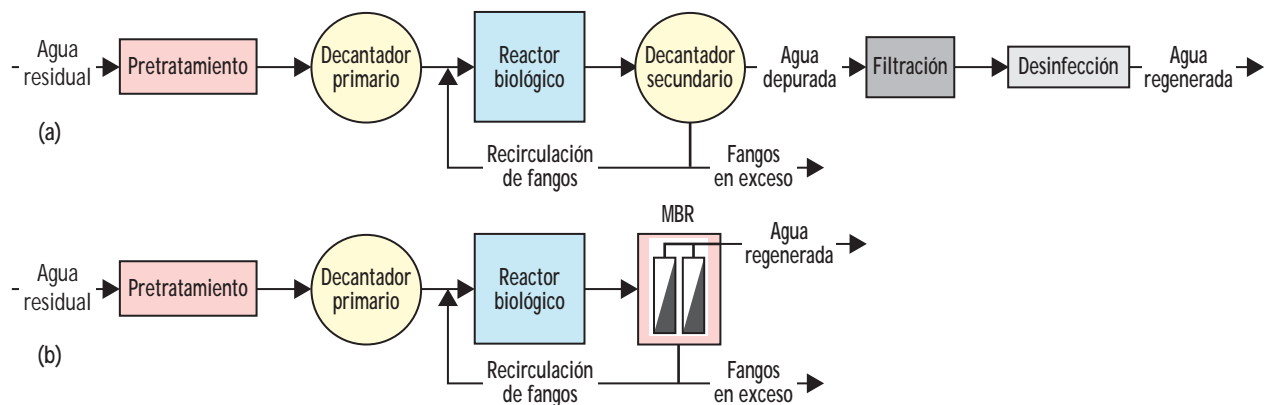 Agua
residual
Pretratamiento
Decantador
primario
Reactor
biológico
Decantador
secundario
Agua
depurada
Filtración
Desinfección
Agua
regenerada
(a)
Recirculación
de fangos
Fangos
en exceso
MBR
Agua
regenerada
Agua
residual
Pretratamiento
Decantador
primario
Reactor
biológico
(b)
Recirculación
de fangos
Fangos
en exceso